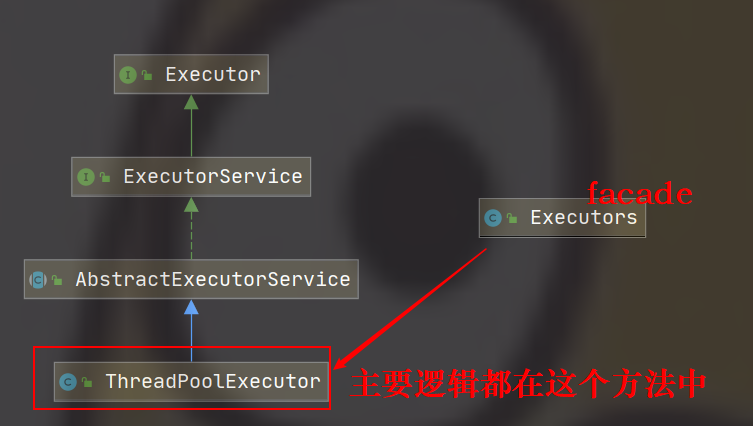 Executor
ExecutorService
facade
Executors
AbstractExecutorService
ThreadPoolExecutor
主要逻辑都在这个方法中